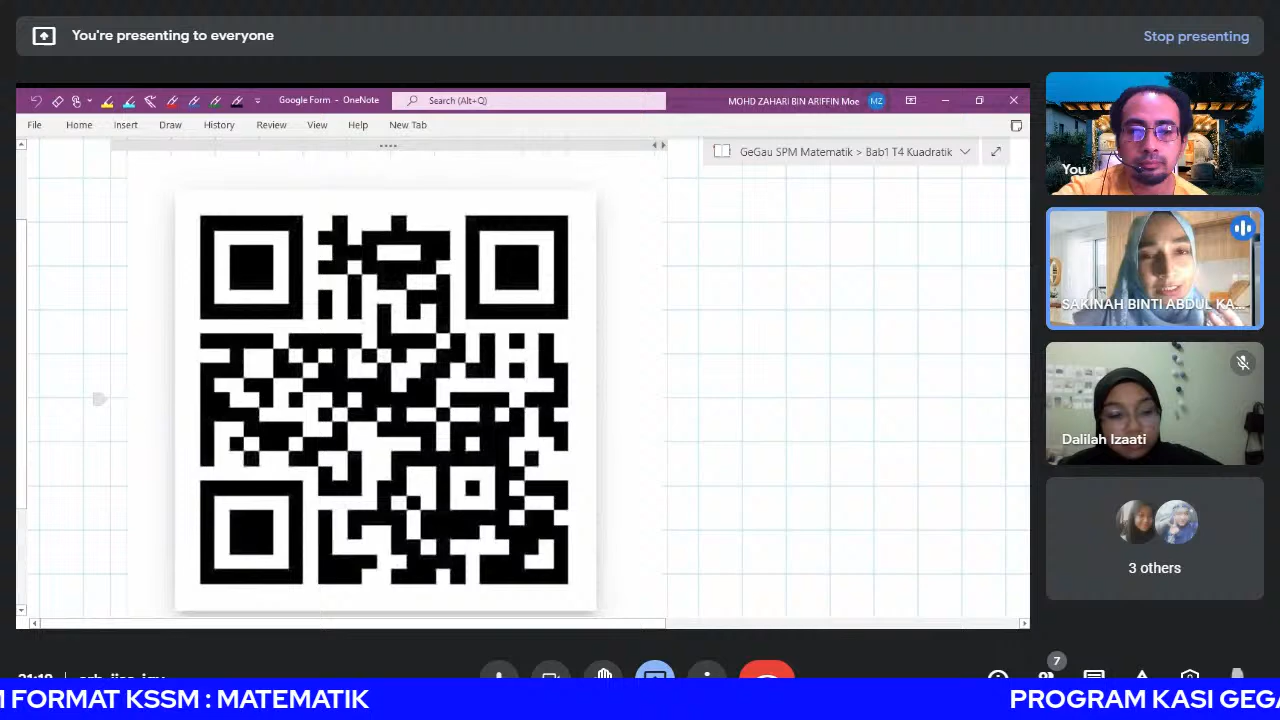 You're presenting to everyone
Stop presenting
Google Form - OneNote
Search (Alt+Q)
MOHD ZAHARI BIN ARIFFIN Moe
MZ
File Home Insert Draw History Review View Help New Tab
GeGau SPM Matematik > Bab1 T4 Kuadratik
You
SAKINAH BINTI ABDUL KA...
Dalilah Izaati
3 others
7
M FORMAT KSSM : MATEMATIK
PROGRAM KASI GEGA